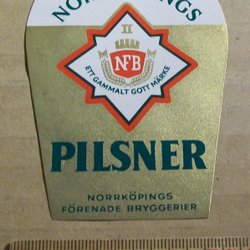 NORRKÖPINGS
II
NFB
ETT GAMMALT GOTT MÄRKE
PILSNER
NORRKÖPINGS
FÖRENADE BRYGGERIER